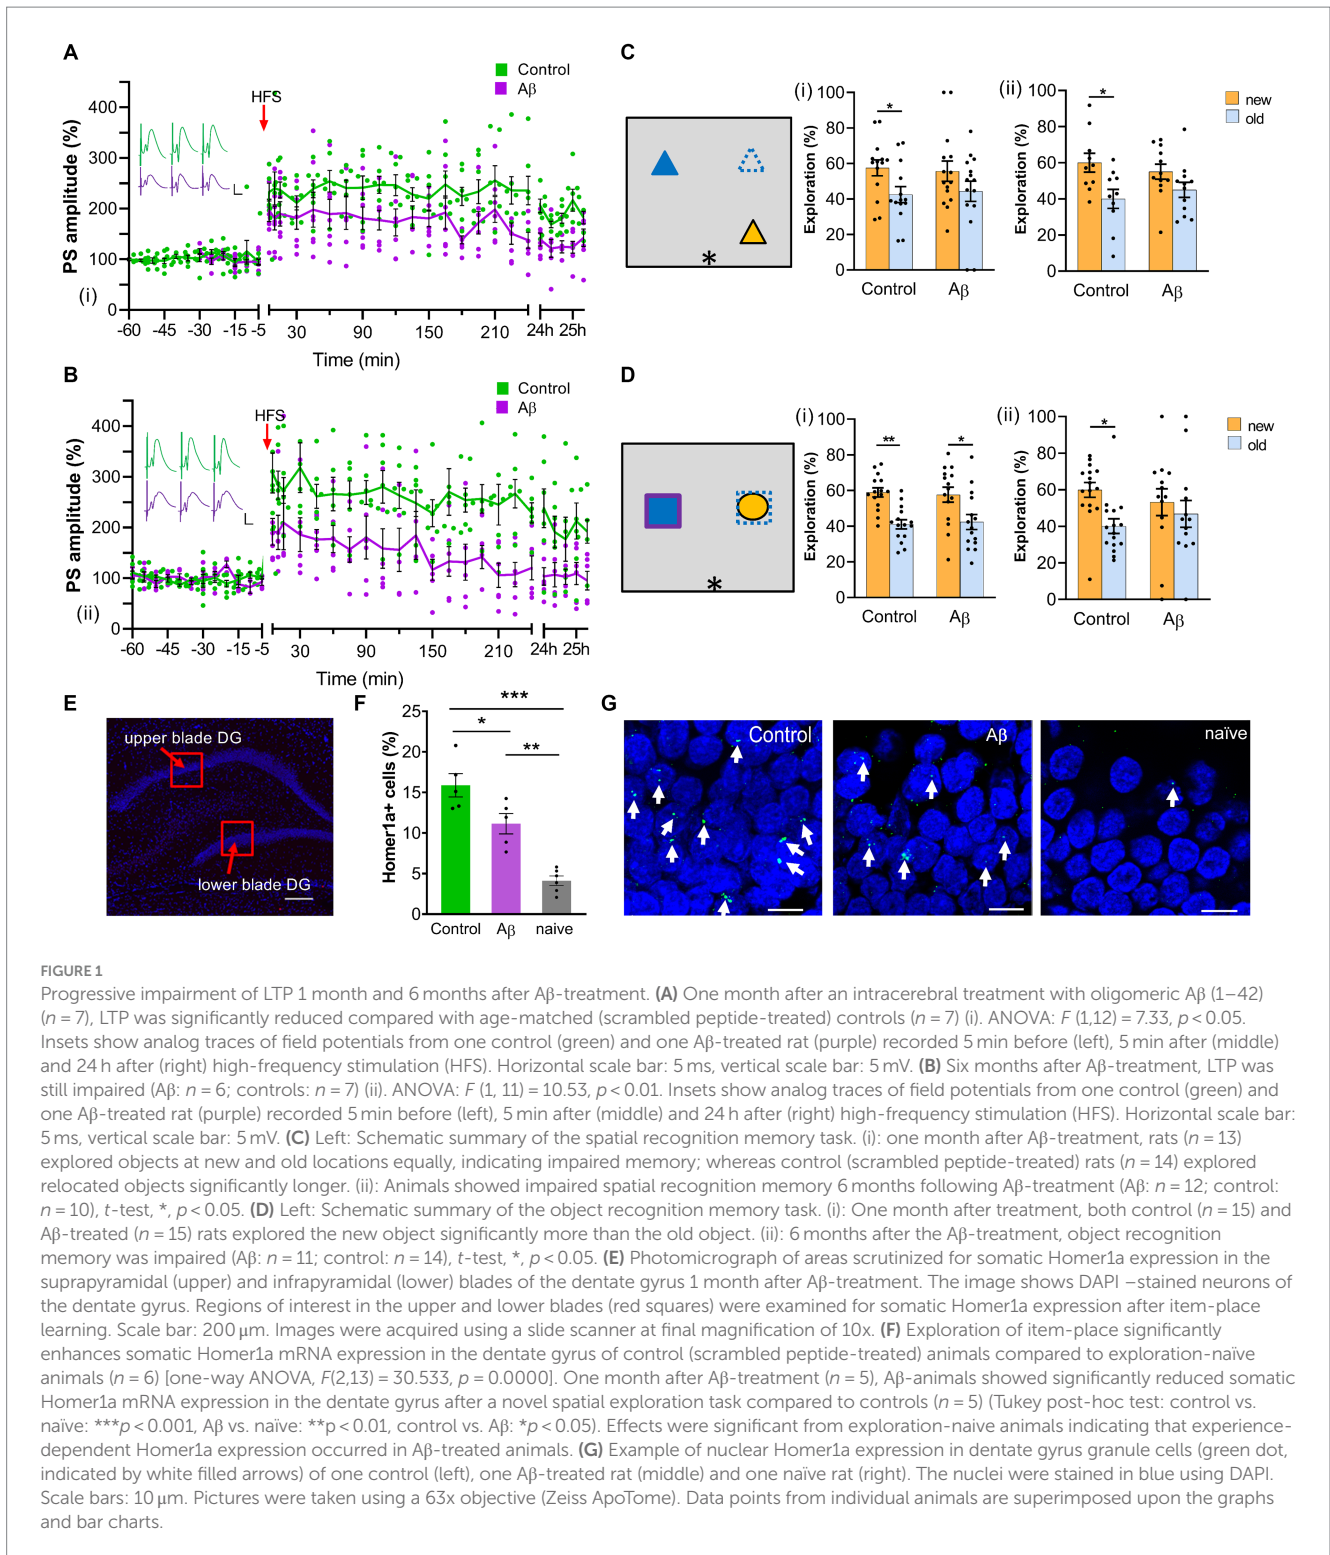 A
Control
Aβ
HFS
PS amplitude (%)
400
300
200
100
0
(i)
-60 -45 -30 -15 -5 30 90 150 210 24h 25h
Time (min)
B
Control
Aβ
HFS
PS amplitude (%)
400
300
200
100
0
(ii)
-60 -45 -30 -15 -5 30 90 150 210 24h 25h
Time (min)
C
*
(i)
Exploration (%)
100
80
60
40
20
0
*
Control Aβ
(ii)
Exploration (%)
100
80
60
40
20
0
*
Control Aβ
new
old
D
*
(i)
Exploration (%)
100
80
60
40
20
0
** *
Control Aβ
(ii)
Exploration (%)
100
80
60
40
20
0
*
Control Aβ
new
old
E
upper blade DG
lower blade DG
F
Homer1a+ cells (%)
25
20
15
10
5
0
***
*
**
Control Aβ naive
G
Control
Aβ
naïve
FIGURE 1
Progressive impairment of LTP 1 month and 6 months after Aβ-treatment. (A) One month after an intracerebral treatment with oligomeric Aβ (1–42)
(n = 7), LTP was significantly reduced compared with age-matched (scrambled peptide-treated) controls (n = 7) (i). ANOVA: F (1,12) = 7.33, p < 0.05.
Insets show analog traces of field potentials from one control (green) and one Aβ-treated rat (purple) recorded 5 min before (left), 5 min after (middle)
and 24 h after (right) high-frequency stimulation (HFS). Horizontal scale bar: 5 ms, vertical scale bar: 5 mV. (B) Six months after Aβ-treatment, LTP was
still impaired (Aβ: n = 6; controls: n = 7) (ii). ANOVA: F (1, 11) = 10.53, p < 0.01. Insets show analog traces of field potentials from one control (green) and
one Aβ-treated rat (purple) recorded 5 min before (left), 5 min after (middle) and 24 h after (right) high-frequency stimulation (HFS). Horizontal scale bar:
5 ms, vertical scale bar: 5 mV. (C) Left: Schematic summary of the spatial recognition memory task. (i): one month after Aβ-treatment, rats (n = 13)
explored objects at new and old locations equally, indicating impaired memory; whereas control (scrambled peptide-treated) rats (n = 14) explored
relocated objects significantly longer. (ii): Animals showed impaired spatial recognition memory 6 months following Aβ-treatment (Aβ: n = 12; control:
n = 10), t-test, *, p < 0.05. (D) Left: Schematic summary of the object recognition memory task. (i): One month after treatment, both control (n = 15) and
Aβ-treated (n = 15) rats explored the new object significantly more than the old object. (ii): 6 months after the Aβ-treatment, object recognition
memory was impaired (Aβ: n = 11; control: n = 14), t-test, *, p < 0.05. (E) Photomicrograph of areas scrutinized for somatic Homer1a expression in the
suprapyramidal (upper) and infrapyramidal (lower) blades of the dentate gyrus 1 month after Aβ-treatment. The image shows DAPI –stained neurons of
the dentate gyrus. Regions of interest in the upper and lower blades (red squares) were examined for somatic Homer1a expression after item-place
learning. Scale bar: 200 μm. Images were acquired using a slide scanner at final magnification of 10x. (F) Exploration of item-place significantly
enhances somatic Homer1a mRNA expression in the dentate gyrus of control (scrambled peptide-treated) animals compared to exploration-naïve
animals (n = 6) [one-way ANOVA, F(2,13) = 30.533, p = 0.0000]. One month after Aβ-treatment (n = 5), Aβ-animals showed significantly reduced somatic
Homer1a mRNA expression in the dentate gyrus after a novel spatial exploration task compared to controls (n = 5) (Tukey post-hoc test: control vs.
naïve: ***p < 0.001, Aβ vs. naïve: **p < 0.01, control vs. Aβ: *p < 0.05). Effects were significant from exploration-naive animals indicating that experience-
dependent Homer1a expression occurred in Aβ-treated animals. (G) Example of nuclear Homer1a expression in dentate gyrus granule cells (green dot,
indicated by white filled arrows) of one control (left), one Aβ-treated rat (middle) and one naïve rat (right). The nuclei were stained in blue using DAPI.
Scale bars: 10 μm. Pictures were taken using a 63x objective (Zeiss ApoTome). Data points from individual animals are superimposed upon the graphs
and bar charts.